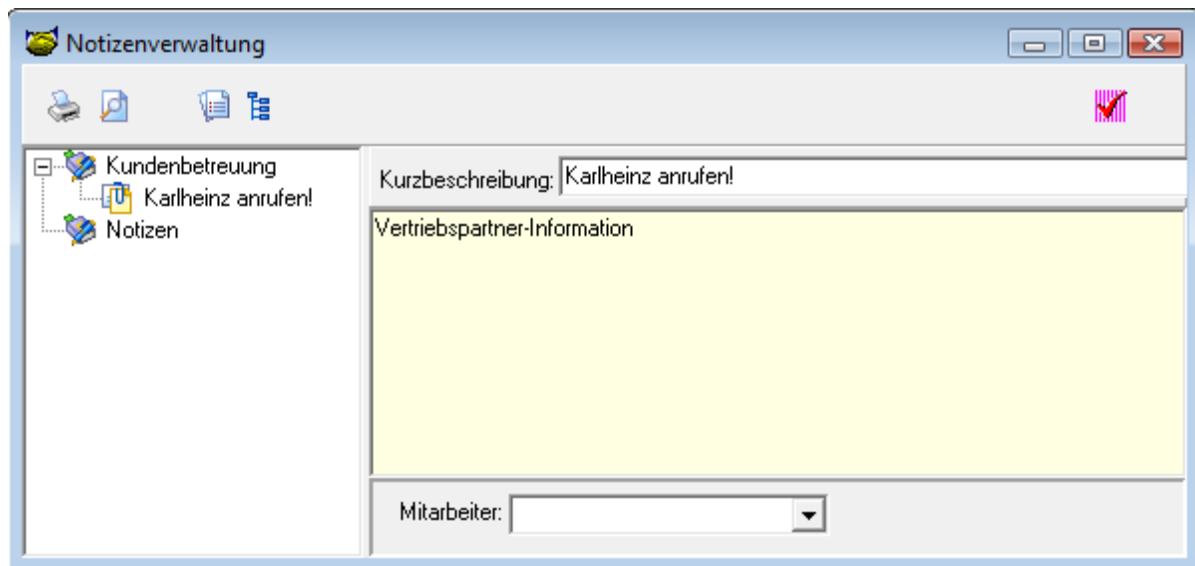 Notizenverwaltung
Kundenbetreuung
Karlheinz anrufen!
Notizen
Kurzbeschreibung: Karlheinz anrufen!
Vertriebspartner-Information
Mitarbeiter: